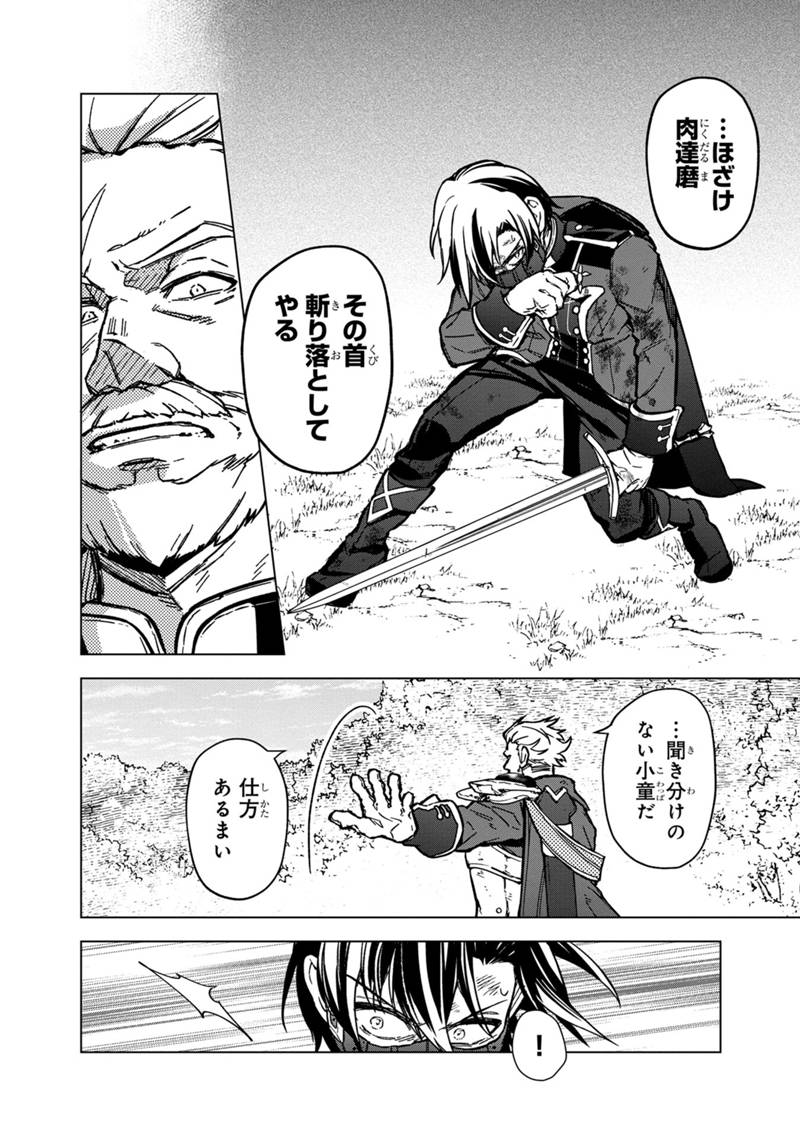 …ほざけ
肉達磨
その首
斬り落として
やる
…聞き分けの
ない小童だ
仕方
あるまい
！